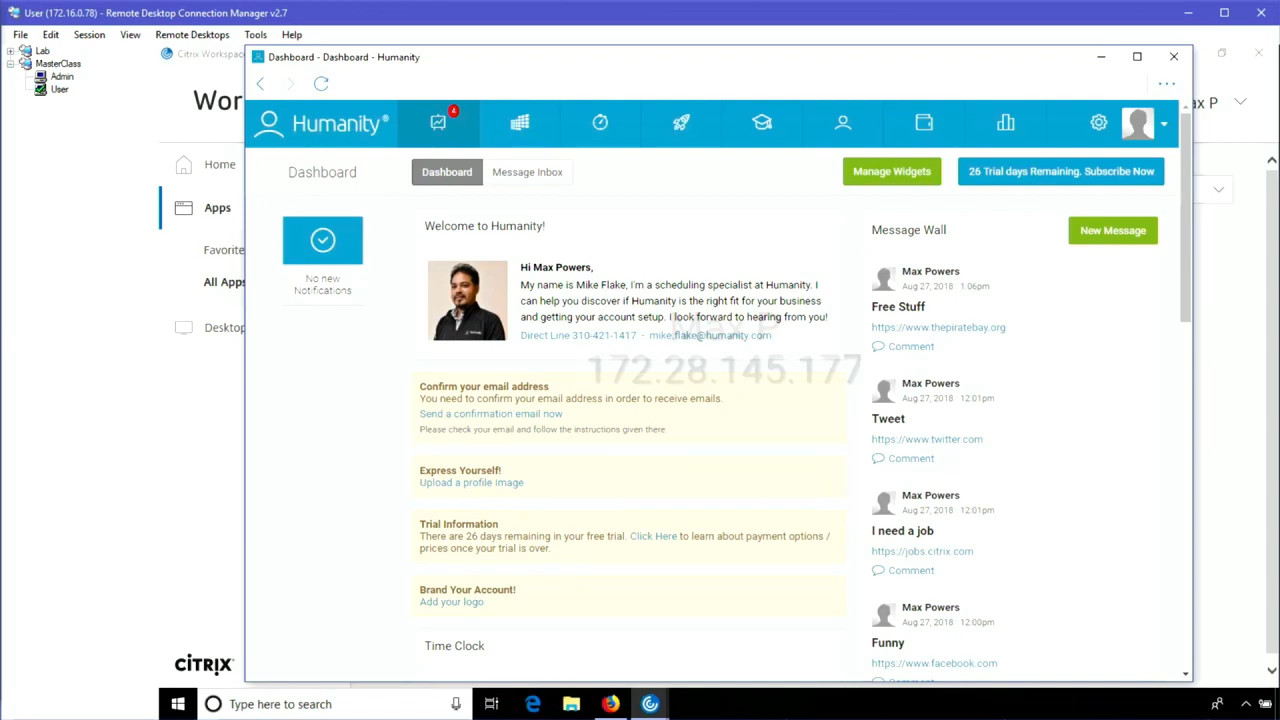 User (172.16.0.78) - Remote Desktop Connection Manager v2.7
File Edit Session View Remote Desktops Tools Help
Lab
MasterClass
Admin
User
Citrix Workspac
Wor
Home
Apps
Favorite
All Apps
Desktop
CITRIX
x P
Dashboard - Dashboard - Humanity
Humanity®
4
Dashboard
Dashboard
Message Inbox
Manage Widgets
26 Trial days Remaining. Subscribe Now
No new
Notifications
Welcome to Humanity!
Hi Max Powers,
My name is Mike Flake, I'm a scheduling specialist at Humanity. I
can help you discover if Humanity is the right fit for your business
and getting your account setup. I look forward to hearing from you!
Direct Line 310-421-1417 - mike.flake@humanity.com
Max P
172.28.145.177
Confirm your email address
You need to confirm your email address in order to receive emails.
Send a confirmation email now
Please check your email and follow the instructions given there.
Express Yourself!
Upload a profile image
Trial Information
There are 26 days remaining in your free trial. Click Here to learn about payment options /
prices once your trial is over.
Brand Your Account!
Add your logo
Time Clock
Message Wall
New Message
Max Powers
Aug 27, 2018 · 1:06pm
Free Stuff
https://www.thepiratebay.org
Comment
Max Powers
Aug 27, 2018 · 12:01pm
Tweet
https://www.twitter.com
Comment
Max Powers
Aug 27, 2018 · 12:01pm
I need a job
https://jobs.citrix.com
Comment
Max Powers
Aug 27, 2018 · 12:00pm
Funny
https://www.facebook.com
Comment
Type here to search